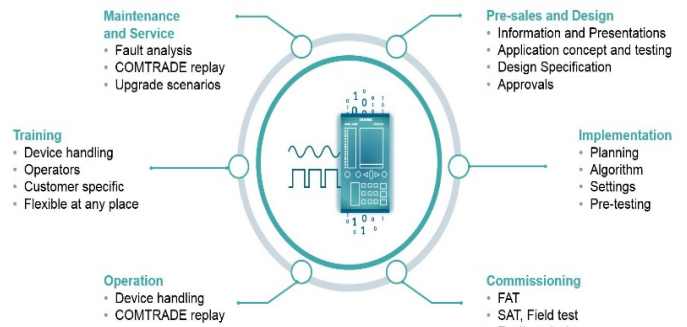 Maintenance
and Service
• Fault analysis
• COMTRADE replay
• Upgrade scenarios
Pre-sales and Design
• Information and Presentations
• Application concept and testing
• Design Specification
• Approvals
Training
• Device handling
• Operators
• Customer specific
• Flexible at any place
Implementation
• Planning
• Algorithm
• Settings
• Pre-testing
Operation
• Device handling
• COMTRADE replay
Commissioning
• FAT
• SAT, Field test